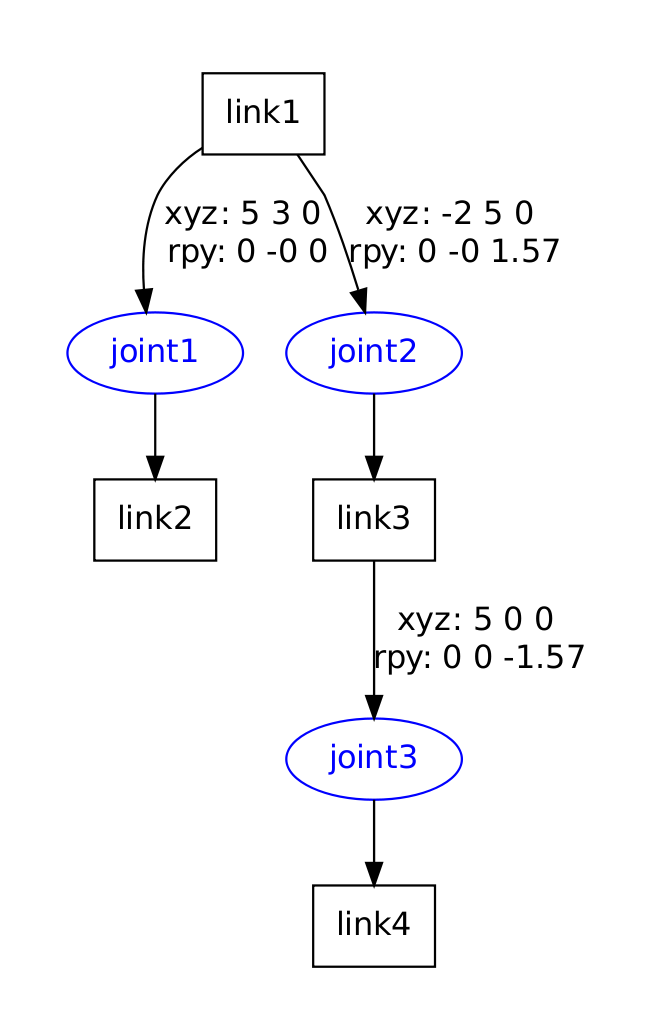 link1
xyz: 5 3 0
rpy: 0 -0 0
xyz: -2 5 0
rpy: 0 -0 1.57
joint1
joint2
link2
link3
xyz: 5 0 0
rpy: 0 0 -1.57
joint3
link4